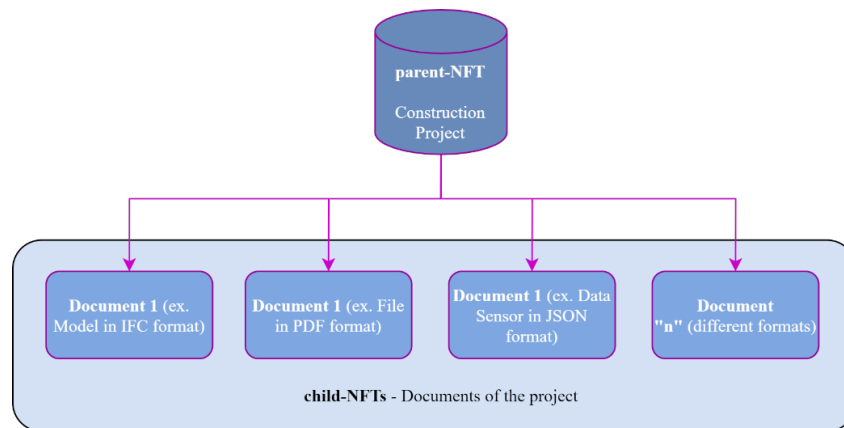 parent-NFT
Construction
Project
Document 1 (ex.
Model in IFC format)
Document 1 (ex. File
in PDF format)
Document 1 (ex. Data
Sensor in JSON
format)
Document
"n" (different formats)
child-NFTs - Documents of the project